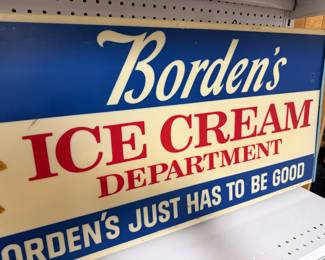 Borden's
ICE CREAM
DEPARTMENT
ORDEN'S JUST HAS TO BE GOOD